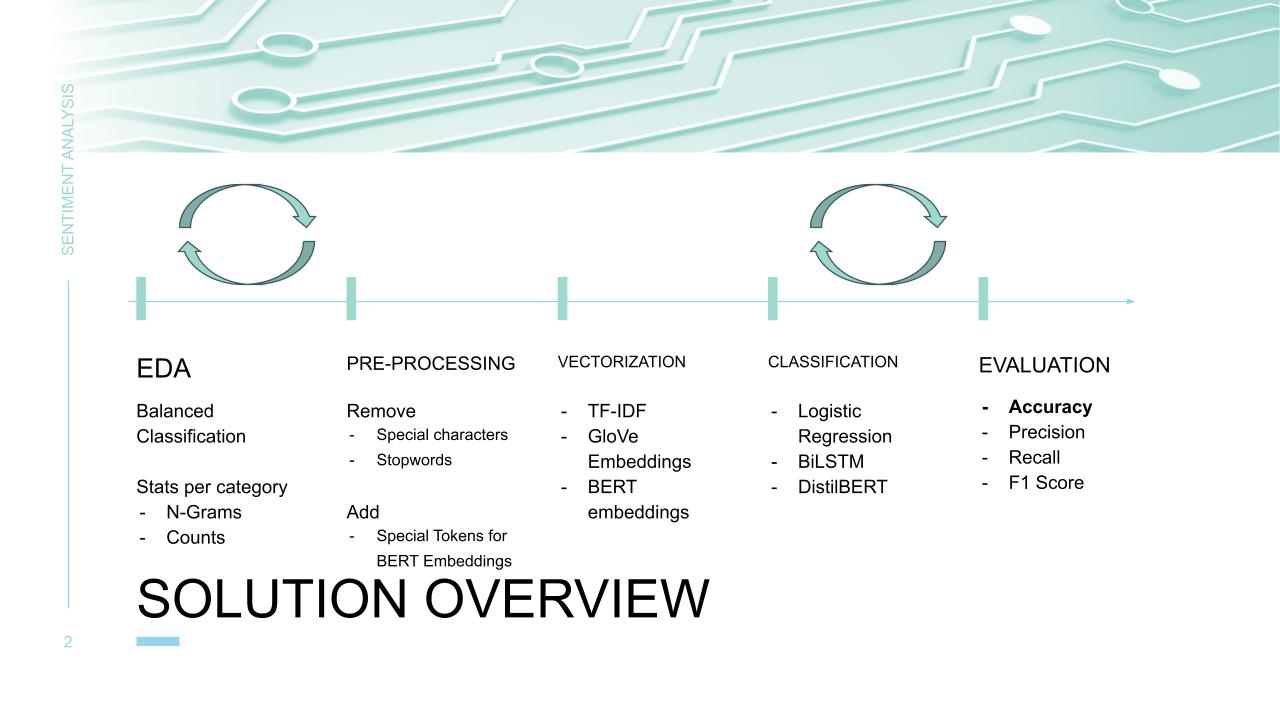 SENTIMENT ANALYSIS
EDA
Balanced
Classification
Stats per category
- N-Grams
- Counts
PRE-PROCESSING
Remove
- Special characters
- Stopwords
Add
- Special Tokens for
BERT Embeddings
VECTORIZATION
- TF-IDF
- GloVe
Embeddings
- BERT
embeddings
CLASSIFICATION
- Logistic
Regression
- BiLSTM
- DistilBERT
EVALUATION
- Accuracy
- Precision
- Recall
- F1 Score
SOLUTION OVERVIEW
2